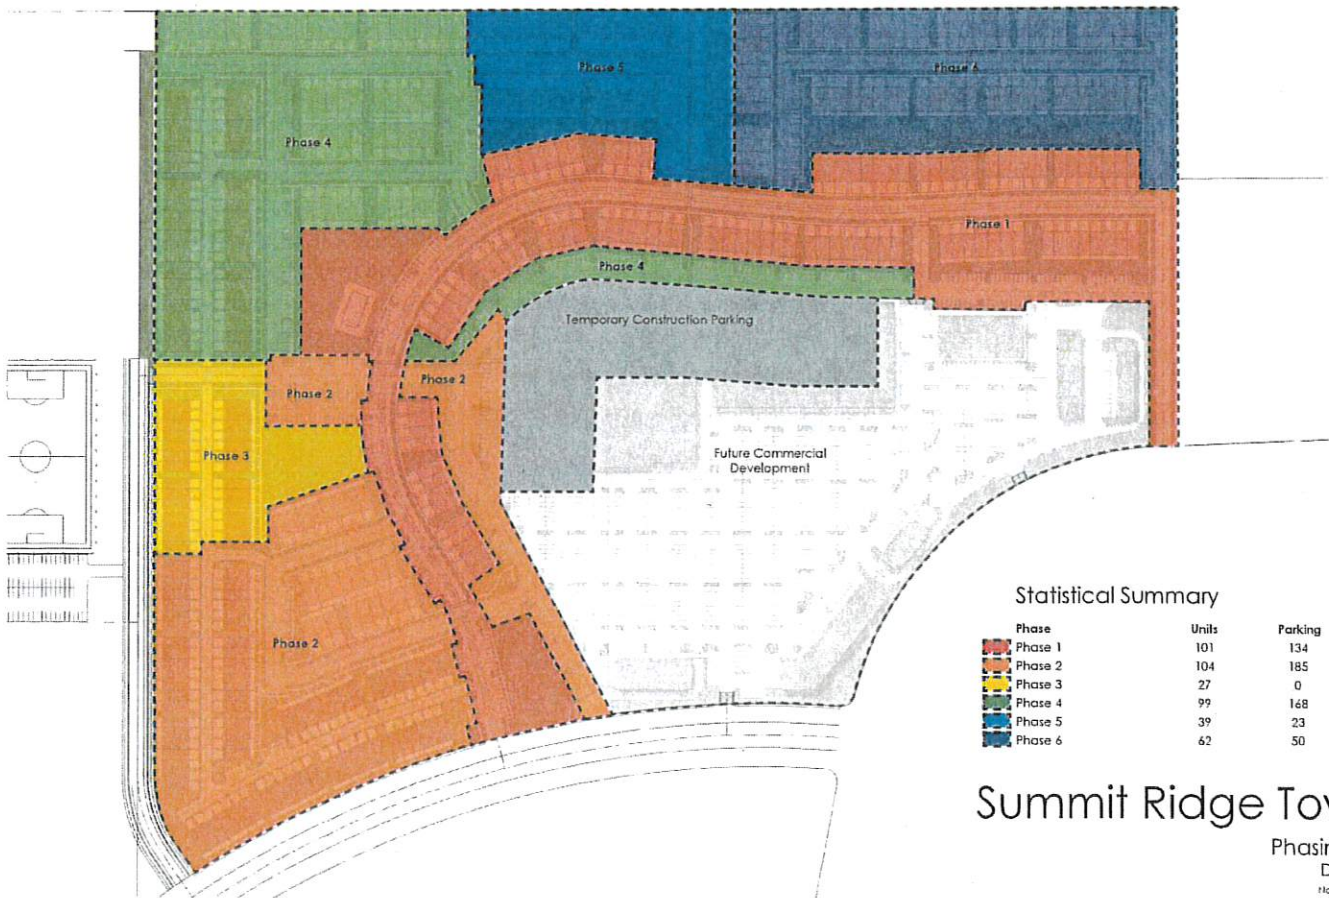 Phase 5
Phase 6
Phase 4
Phase 1
Phase 4
Temporary Construction Parking
Phase 2
Phase 2
Phase 3
Future Commercial
Development
Phase 2
Statistical Summary
Phase Units Parking
Phase 1 101 134
Phase 2 104 185
Phase 3 27 0
Phase 4 99 168
Phase 5 39 23
Phase 6 62 50
Summit Ridge To
Phasin
D